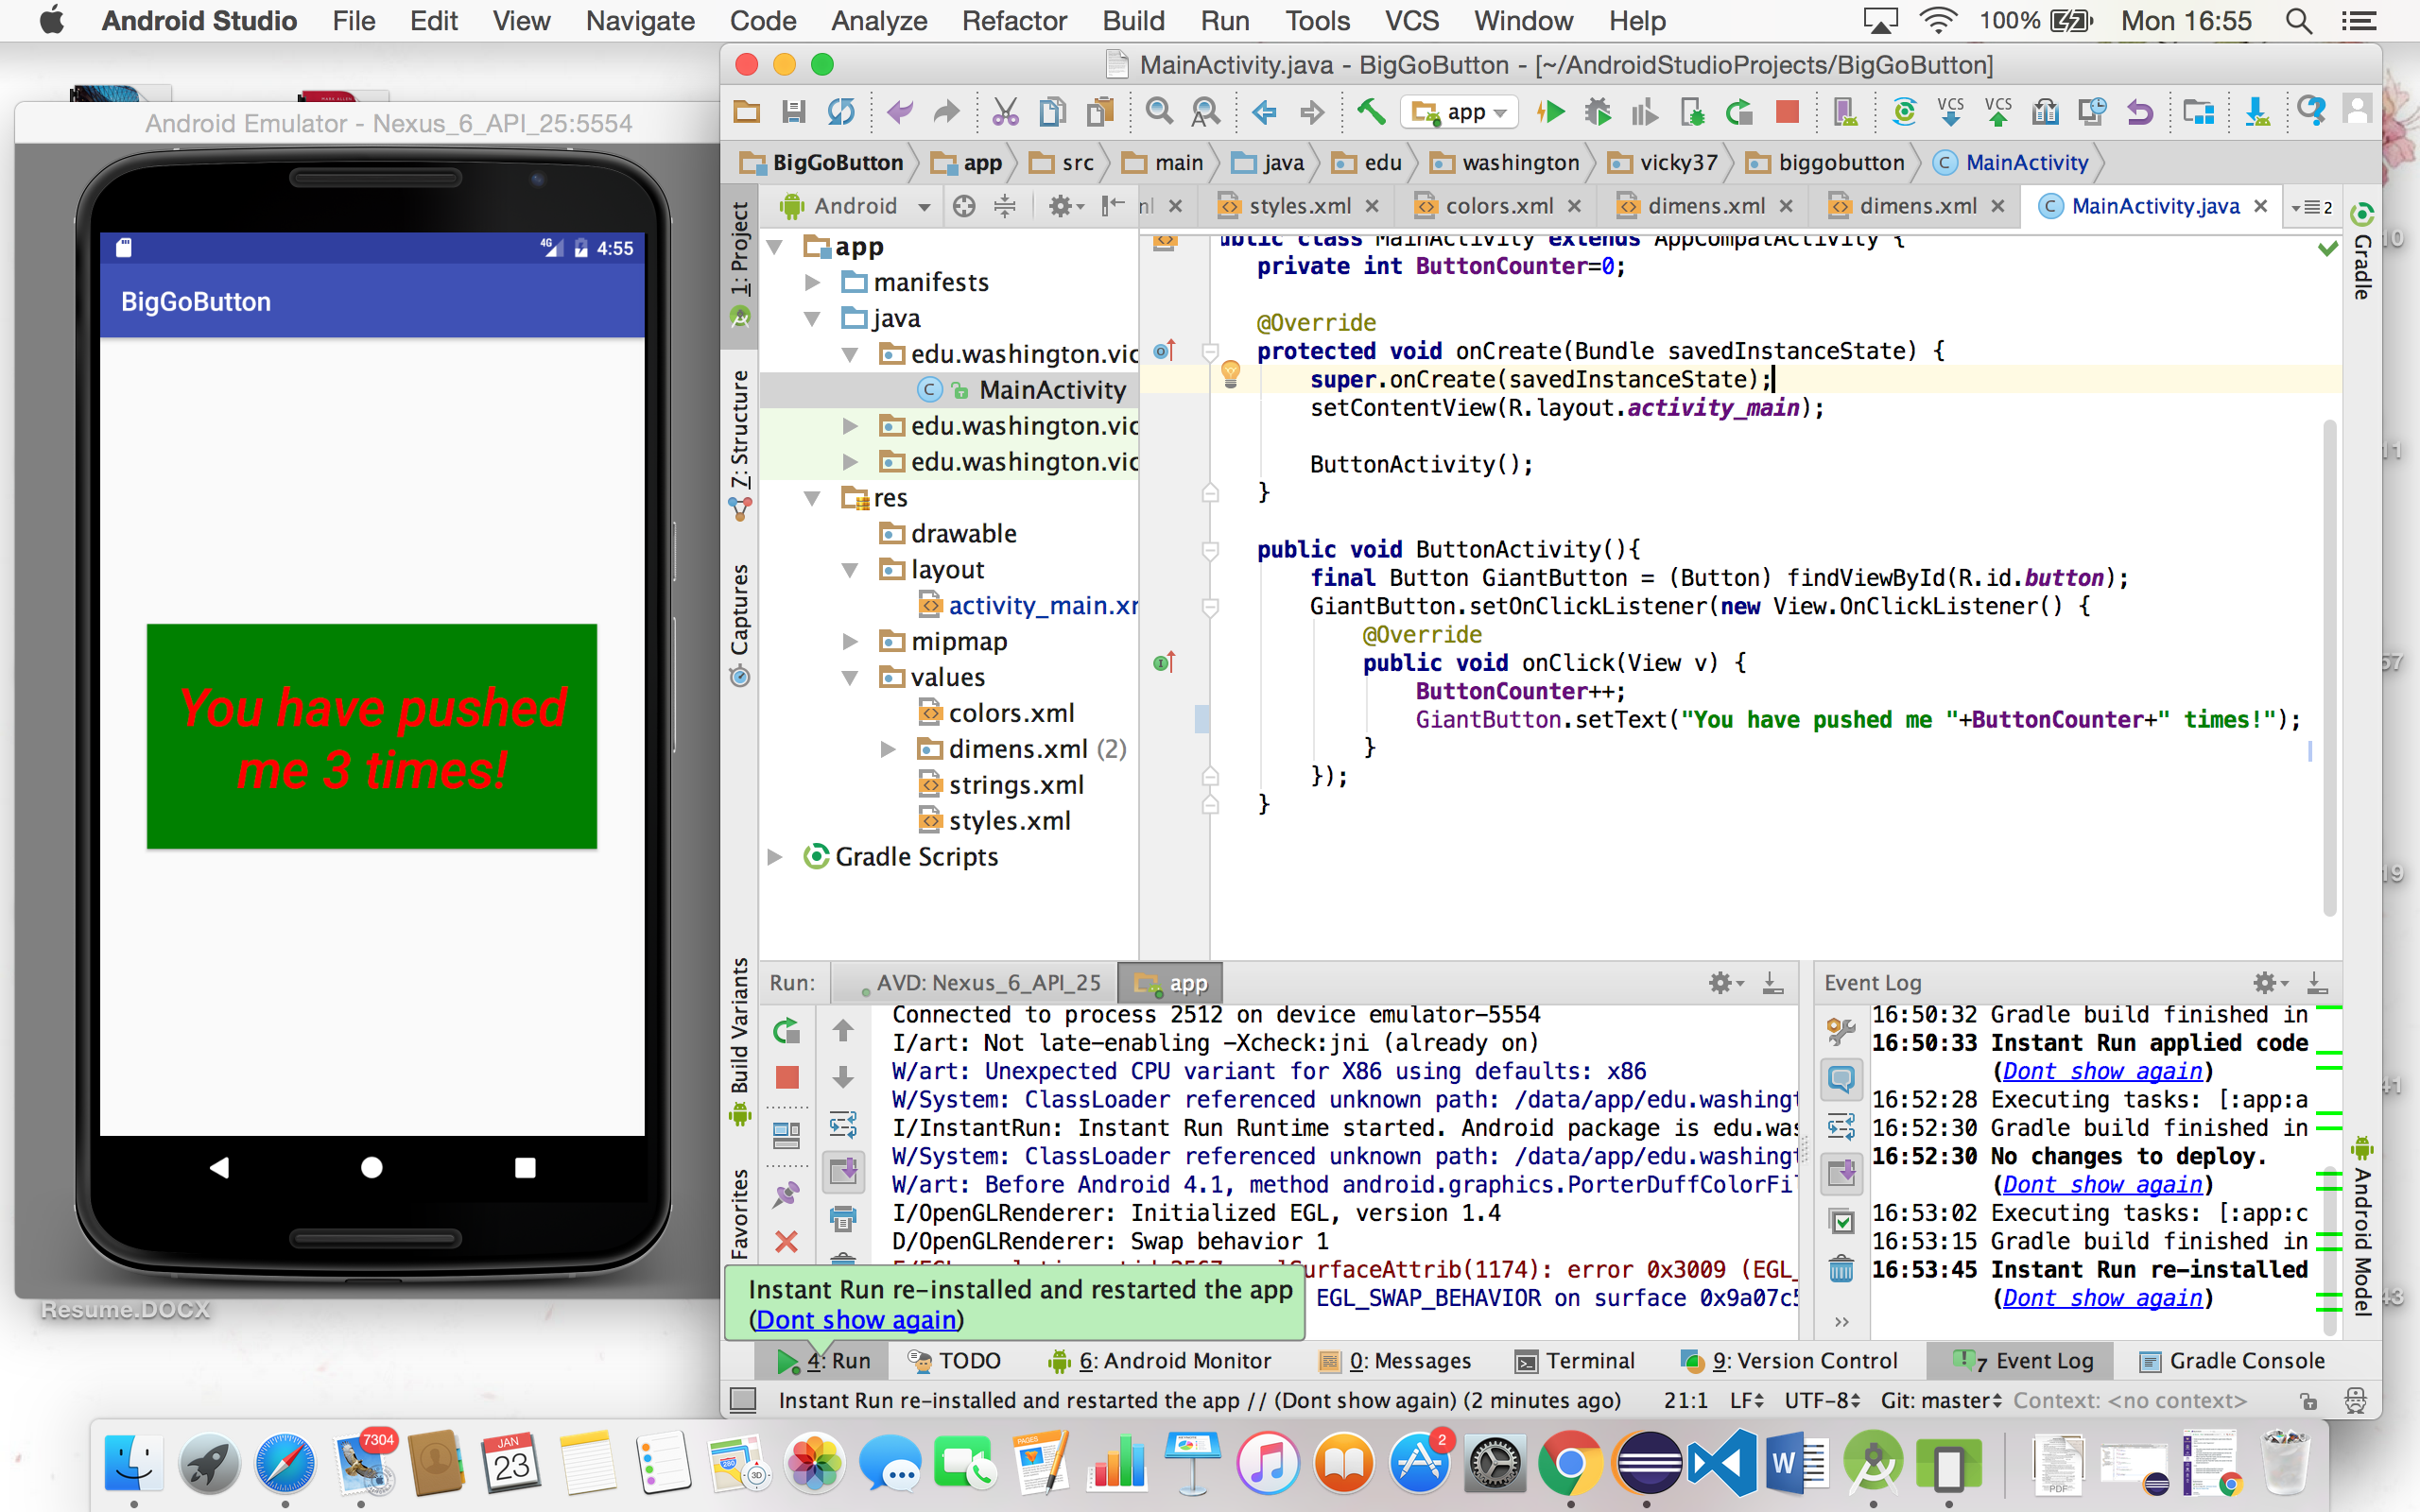 Android Studio File Edit View Navigate Code Analyze Refactor Build Run Tools VCS Window Help 100% Mon 16:55
MainActivity.java - BigGoButton - [~/AndroidStudioProjects/BigGoButton]
Android Emulator - Nexus_6_API_25:5554
app
VCS VCS
BigGoButton app src main java edu washington vicky37 biggobutton MainActivity
Android styles.xml colors.xml dimens.xml dimens.xml MainActivity.java 2
4G 4:55
BigGoButton
You have pushed
me 3 times!
Resume.DOCX
1: Project
Z: Structure
Captures
Build Variants
Favorites
app
manifests
java
edu.washington.vic
MainActivity
edu.washington.vic
edu.washington.vic
res
drawable
layout
activity_main.xr
mipmap
values
colors.xml
dimens.xml (2)
strings.xml
styles.xml
Gradle Scripts
ublic class MainActivity extends AppCompatActivity {
private int ButtonCounter=0;
@Override
protected void onCreate(Bundle savedInstanceState) {
super.onCreate(savedInstanceState);
setContentView(R.layout.activity_main);
ButtonActivity();
}
public void ButtonActivity(){
final Button GiantButton = (Button) findViewById(R.id.button);
GiantButton.setOnClickListener(new View.OnClickListener() {
@Override
public void onClick(View v) {
ButtonCounter++;
GiantButton.setText("You have pushed me "+ButtonCounter+" times!");
}
});
}
Gradle
Android Model
Run: AVD: Nexus_6_API_25 app
Connected to process 2512 on device emulator-5554
I/art: Not late-enabling -Xcheck:jni (already on)
W/art: Unexpected CPU variant for X86 using defaults: x86
W/System: ClassLoader referenced unknown path: /data/app/edu.washingt
I/InstantRun: Instant Run Runtime started. Android package is edu.was
W/System: ClassLoader referenced unknown path: /data/app/edu.washingt
W/art: Before Android 4.1, method android.graphics.PorterDuffColorFil
I/OpenGLRenderer: Initialized EGL, version 1.4
D/OpenGLRenderer: Swap behavior 1
SurfaceAttrib(1174): error 0x3009 (EGL_
EGL_SWAP_BEHAVIOR on surface 0x9a07c5
Instant Run re-installed and restarted the app
(Dont show again)
Event Log
16:50:32 Gradle build finished in
16:50:33 Instant Run applied code
(Dont show again)
16:52:28 Executing tasks: [:app:a
16:52:30 Gradle build finished in
16:52:30 No changes to deploy.
(Dont show again)
16:53:02 Executing tasks: [:app:c
16:53:15 Gradle build finished in
16:53:45 Instant Run re-installed
(Dont show again)
4: Run TODO 6: Android Monitor 0: Messages Terminal 9: Version Control 7 Event Log Gradle Console
Instant Run re-installed and restarted the app // (Dont show again) (2 minutes ago) 21:1 LF UTF-8 Git: master Context: <no context>
7304
JAN
23
3D
PAGES
2
W
PDF